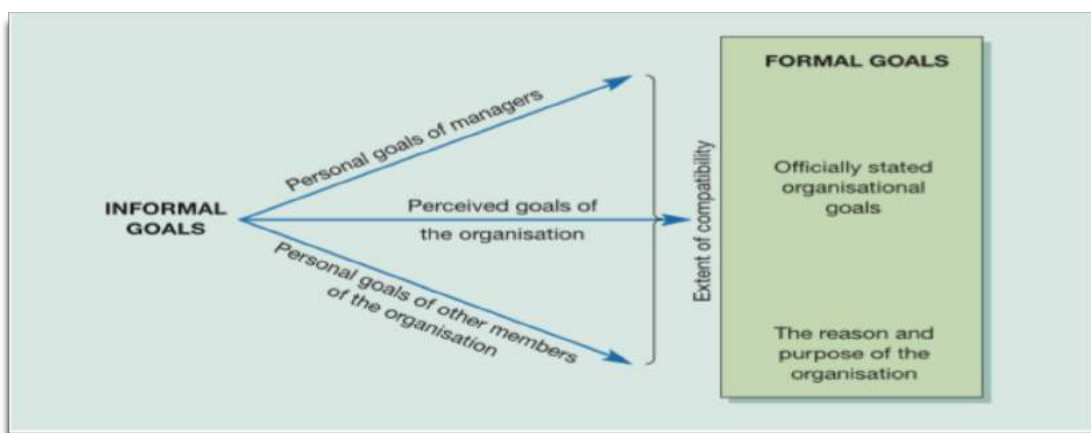 INFORMAL
GOALS
Personal goals of managers
Perceived goals of
the organisation
Personal goals of other members
of the organisation
Extent of compatibility
FORMAL GOALS
Officially stated
organisational
goals
The reason and
purpose of the
organisation